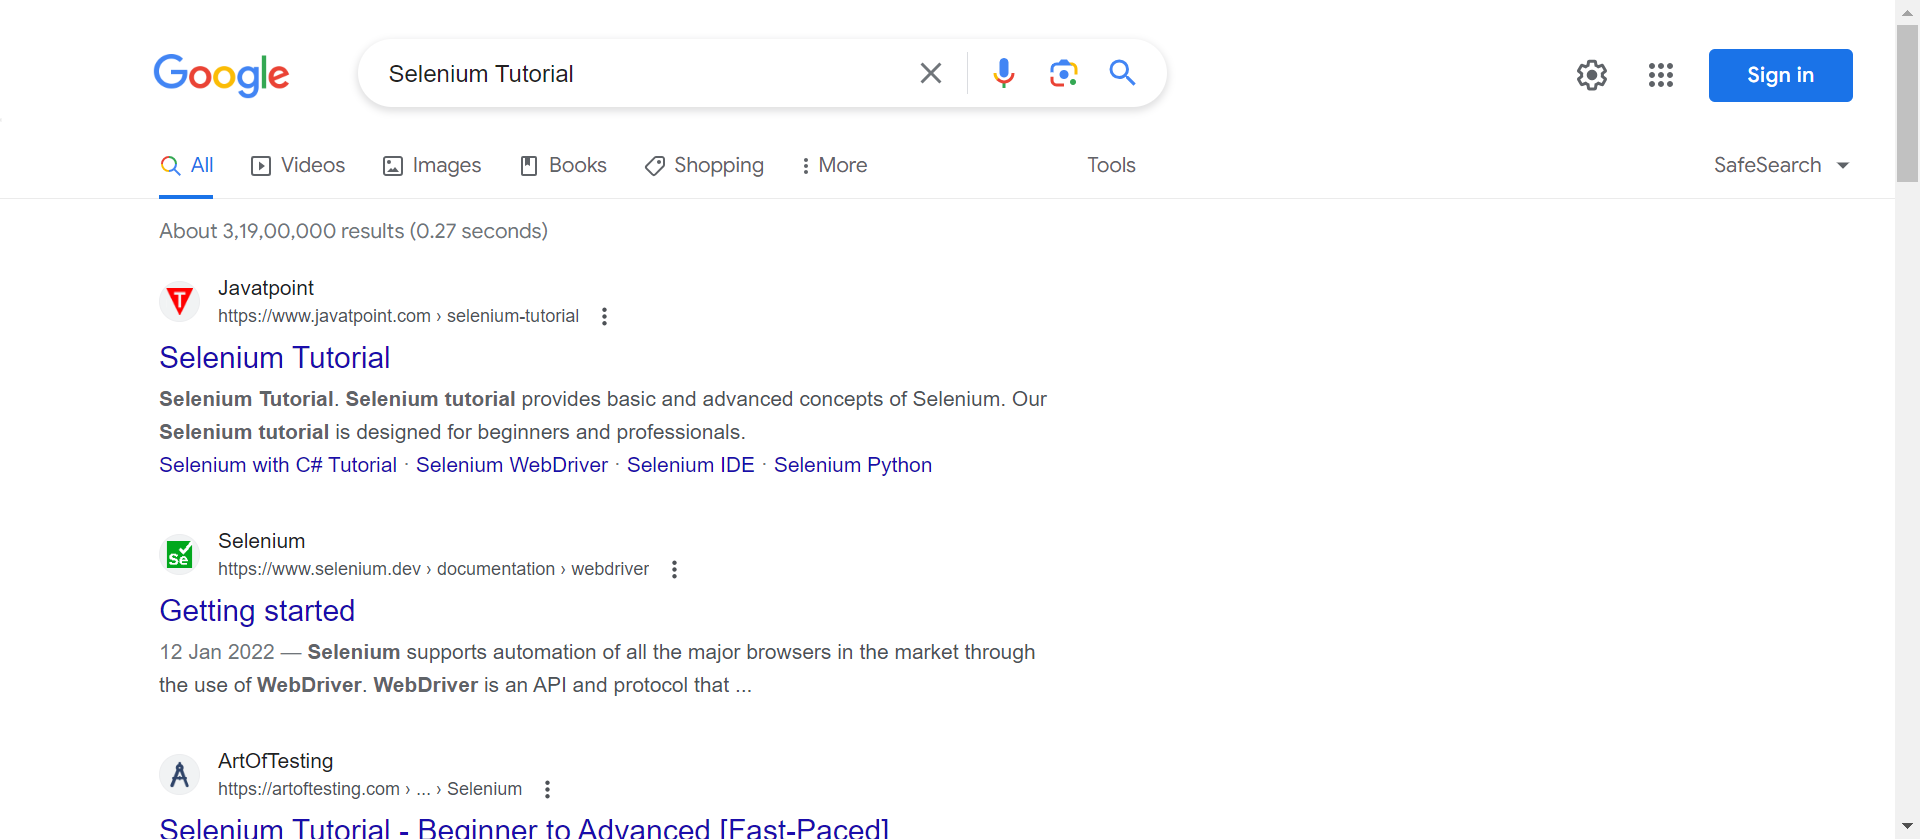 Google
Selenium Tutorial
Sign in
All Videos Images Books Shopping More Tools SafeSearch
About 3,19,00,000 results (0.27 seconds)
T
Javatpoint
https://www.javatpoint.com › selenium-tutorial
Selenium Tutorial
Selenium Tutorial. Selenium tutorial provides basic and advanced concepts of Selenium. Our
Selenium tutorial is designed for beginners and professionals.
Selenium with C# Tutorial · Selenium WebDriver · Selenium IDE · Selenium Python
Se
Selenium
https://www.selenium.dev › documentation › webdriver
Getting started
12 Jan 2022 — Selenium supports automation of all the major browsers in the market through
the use of WebDriver. WebDriver is an API and protocol that ...
ArtOfTesting
https://artoftesting.com › ... › Selenium
Selenium Tutorial - Beginner to Advanced [Fast-Paced]